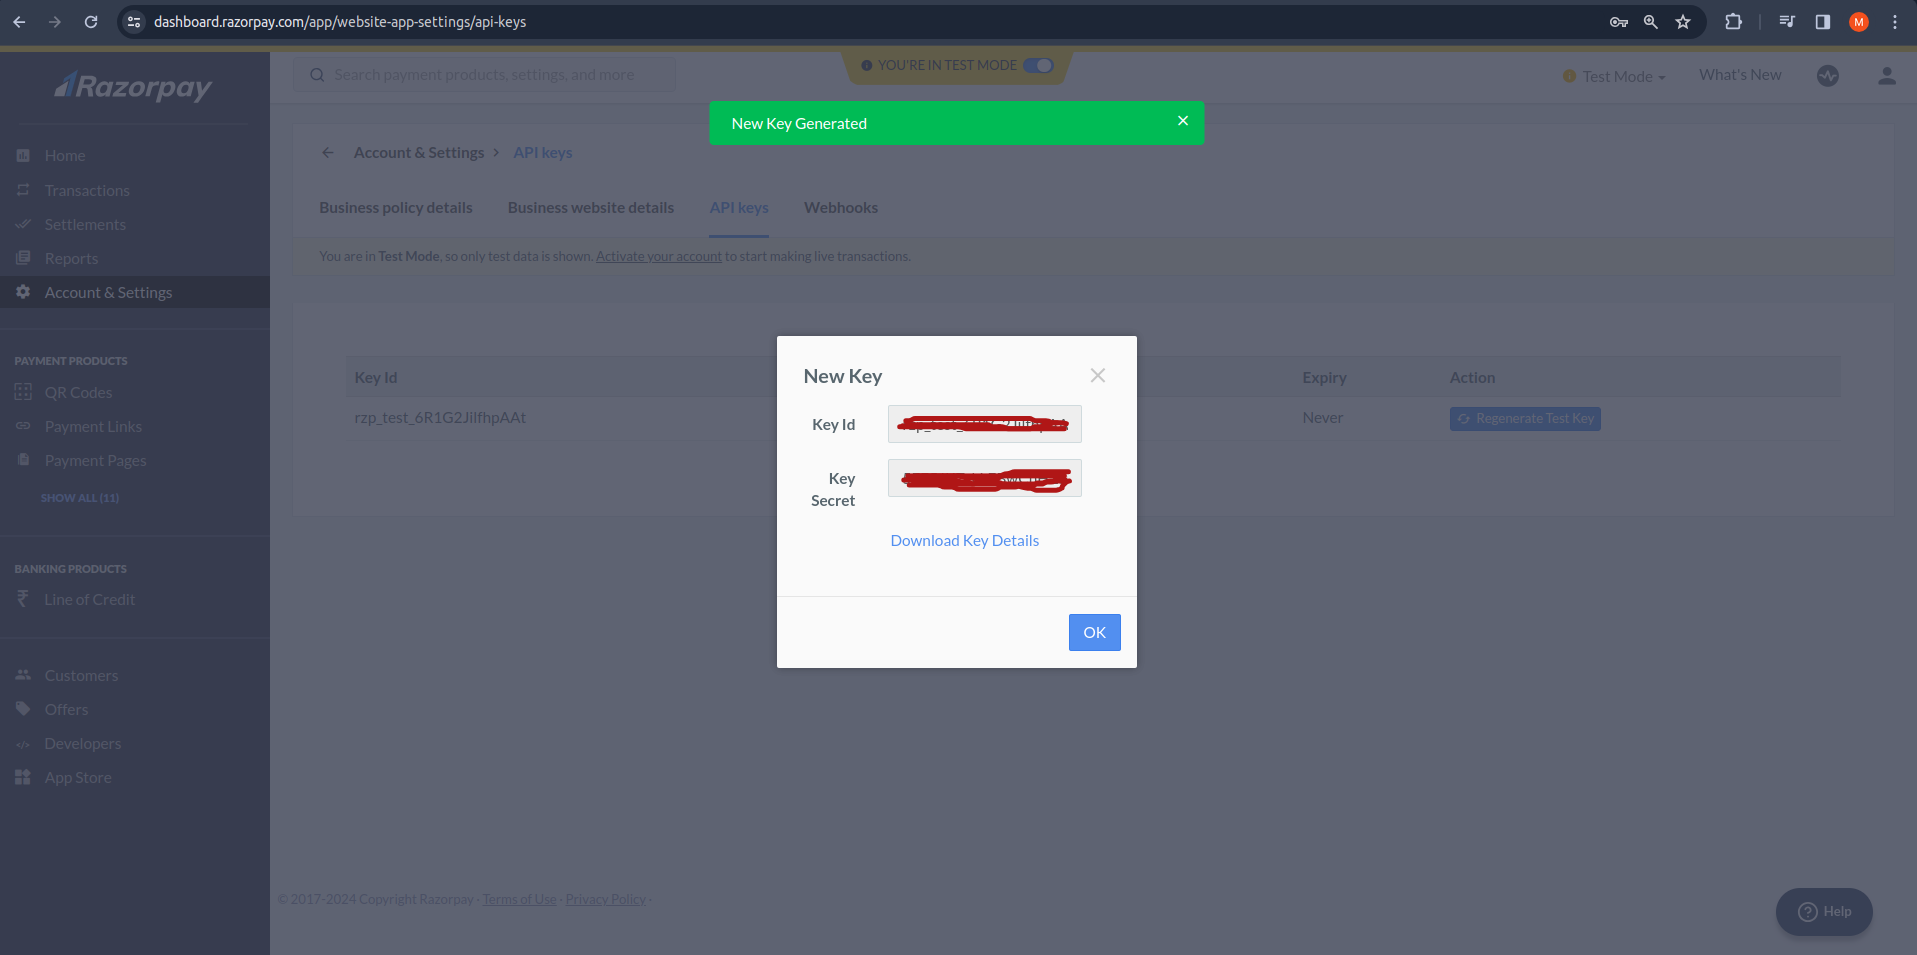 dashboard.razorpay.com/app/website-app-settings/api-keys
M
Razorpay
Search payment products, settings, and more
YOU'RE IN TEST MODE
Test Mode
What's New
New Key Generated
Home
Transactions
Settlements
Reports
Account & Settings
PAYMENT PRODUCTS
QR Codes
Payment Links
Payment Pages
SHOW ALL (11)
BANKING PRODUCTS
Line of Credit
Customers
Offers
Developers
App Store
Account & Settings > API keys
Business policy details Business website details API keys Webhooks
You are in Test Mode, so only test data is shown. Activate your account to start making live transactions.
Key Id Expiry Action
rzp_test_6R1G2JilfhpAAt Never Regenerate Test Key
New Key
Key Id
Key Secret
Download Key Details
OK
© 2017-2024 Copyright Razorpay · Terms of Use · Privacy Policy ·
Help